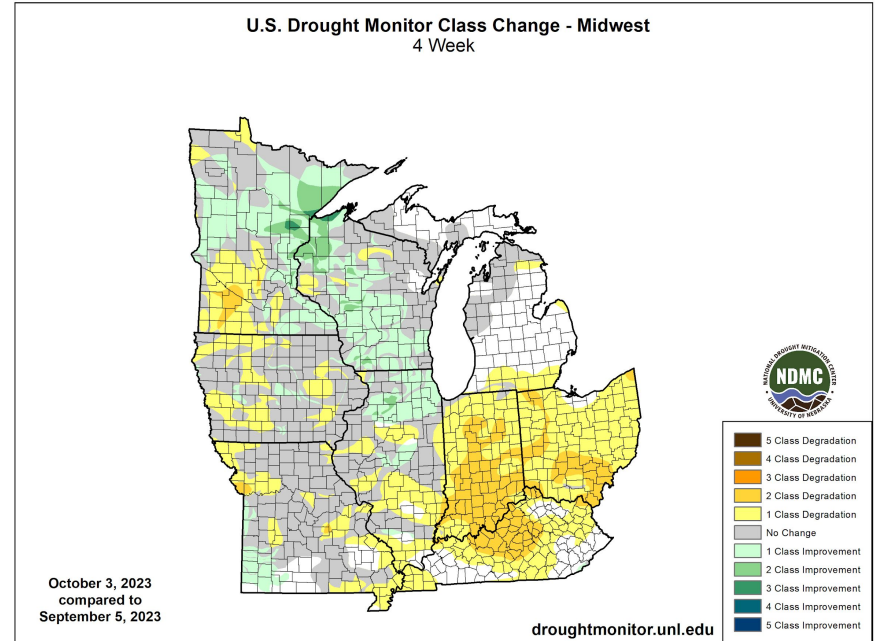 U.S. Drought Monitor Class Change - Midwest
4 Week
NATIONAL DROUGHT MITIGATION CENTER
NDMC
UNIVERSITY OF NEBRASKA
5 Class Degradation
4 Class Degradation
3 Class Degradation
2 Class Degradation
1 Class Degradation
No Change
1 Class Improvement
2 Class Improvement
3 Class Improvement
4 Class Improvement
5 Class Improvement
October 3, 2023
compared to
September 5, 2023
droughtmonitor.unl.edu